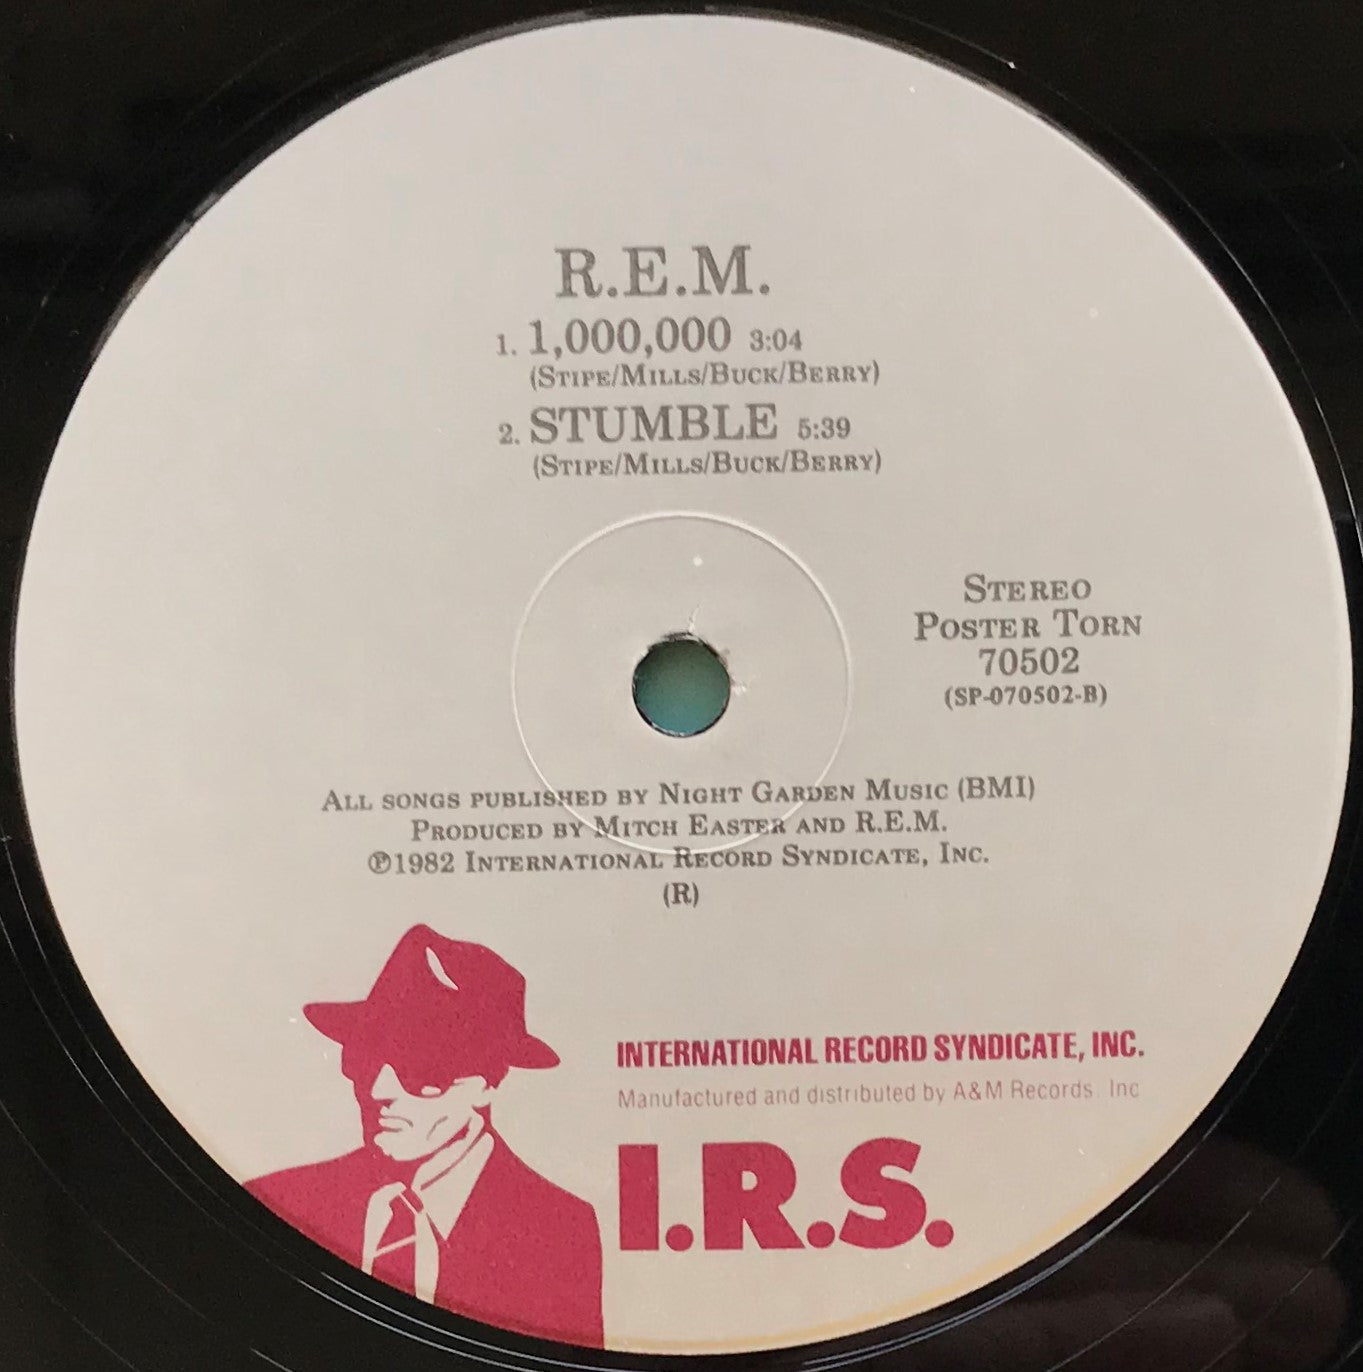 R.E.M.
1. 1,000,000 3:04
(STIPE/MILLS/BUCK/BERRY)
2. STUMBLE 5:39
(STIPE/MILLS/BUCK/BERRY)
STEREO
POSTER TORN
70502
(SP-070502-B)
ALL SONGS PUBLISHED BY NIGHT GARDEN MUSIC (BMI)
PRODUCED BY MITCH EASTER AND R.E.M.
℗1982 INTERNATIONAL RECORD SYNDICATE, INC.
(R)
INTERNATIONAL RECORD SYNDICATE, INC.
Manufactured and distributed by A&M Records. Inc
I.R.S.